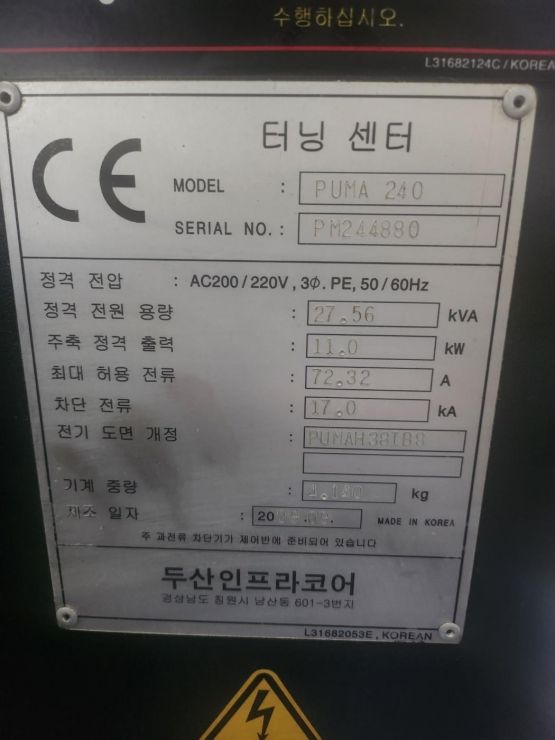 수행하십시오.
L31682124C / KOREA
CE
터닝 센터
MODEL : PUMA 240
SERIAL NO. : PM244880
정격 전압 : AC200 / 220V , 3Φ. PE, 50 / 60Hz
정격 전원 용량 : 27.56 kVA
주축 정격 출력 : 11.0 kW
최대 허용 전류 : 72.32 A
차단 전류 : 17.0 kA
전기 도면 개정 : PUMAH38IB8
기계 중량 : kg
제조 일자 : 20 MADE IN KOREA
주 과전류 차단기가 제어반에 준비되어 있습니다
두산인프라코어
경상남도 창원시 남산동 601-3번지
L31682053E , KOREAN